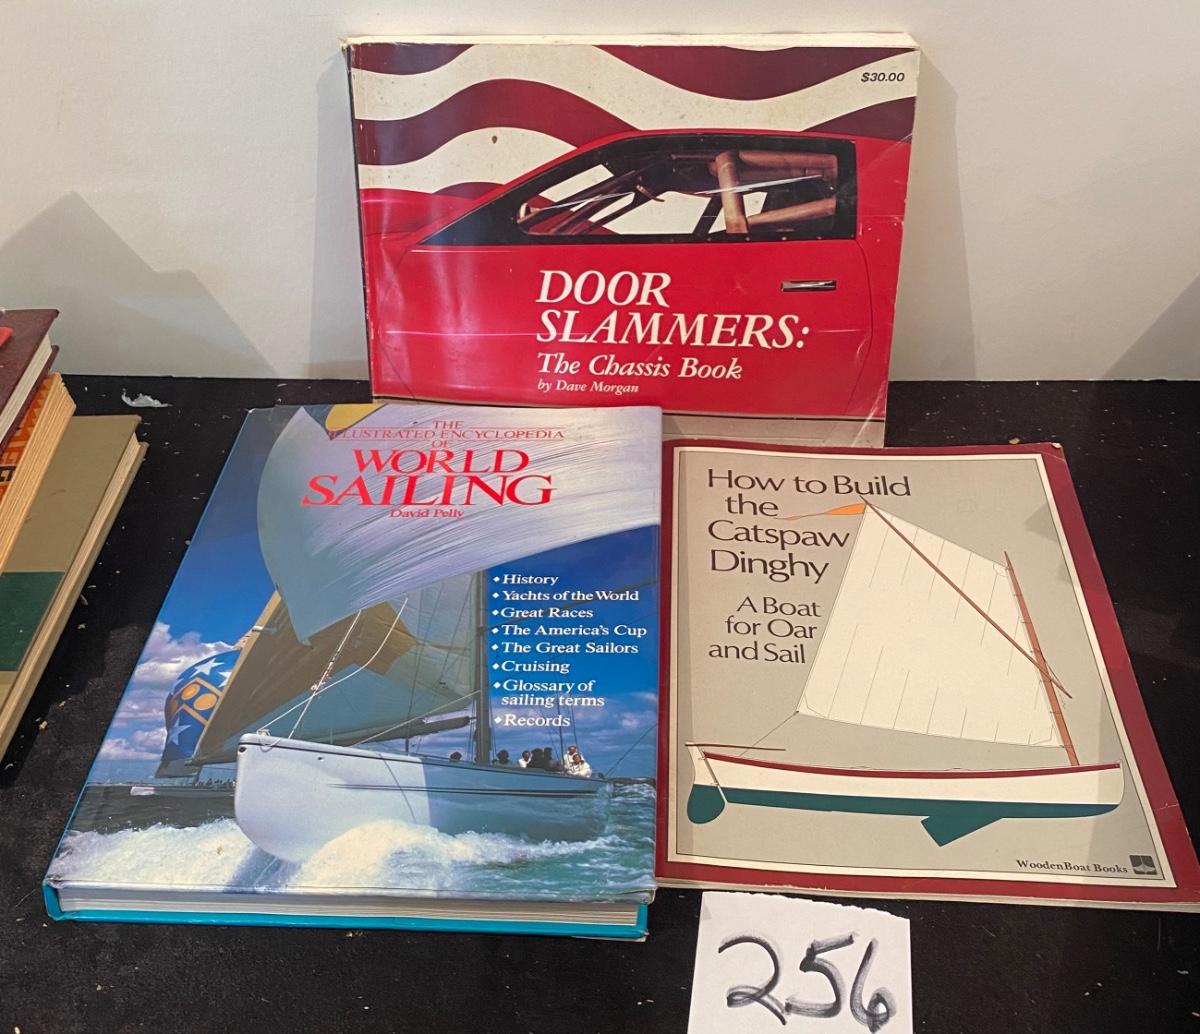 $30.00
DOOR
SLAMMERS:
The Chassis Book
by Dave Morgan
THE
ILLUSTRATED ENCYCLOPEDIA
OF
WORLD
SAILING
David Pelly
◆ History
◆ Yachts of the World
◆ Great Races
◆ The America's Cup
◆ The Great Sailors
◆ Cruising
◆ Glossary of
sailing terms
◆ Records
How to Build
the
Catspaw
Dinghy
A Boat
for Oar
and Sail
WoodenBoat Books
256